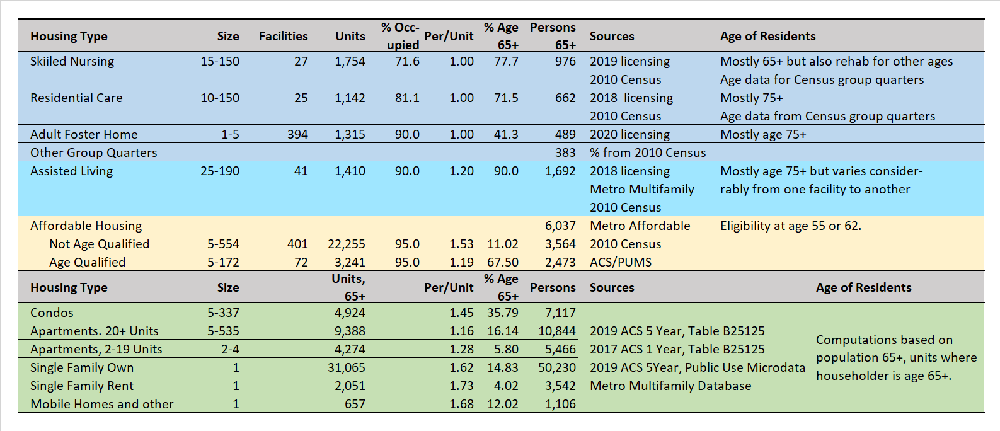 Housing Type Size Facilities Units % Occ-upied Per/Unit % Age 65+ Persons 65+ Sources Age of Residents
Skiiled Nursing 15-150 27 1,754 71.6 1.00 77.7 976 2019 licensing Mostly 65+ but also rehab for other ages
2010 Census Age data for Census group quarters
Residential Care 10-150 25 1,142 81.1 1.00 71.5 662 2018 licensing Mostly 75+
2010 Census Age data from Census group quarters
Adult Foster Home 1-5 394 1,315 90.0 1.00 41.3 489 2020 licensing Mostly age 75+
Other Group Quarters 383 % from 2010 Census
Assisted Living 25-190 41 1,410 90.0 1.20 90.0 1,692 2018 licensing Mostly age 75+ but varies consider-
Metro Multifamily rably from one facility to another
2010 Census
Affordable Housing 6,037 Metro Affordable Eligibility at age 55 or 62.
Not Age Qualified 5-554 401 22,255 95.0 1.53 11.02 3,564 2010 Census
Age Qualified 5-172 72 3,241 95.0 1.19 67.50 2,473 ACS/PUMS
Housing Type Size Units, 65+ Per/Unit % Age 65+ Persons Sources Age of Residents
Condos 5-337 4,924 1.45 35.79 7,117
Apartments. 20+ Units 5-535 9,388 1.16 16.14 10,844 2019 ACS 5 Year, Table B25125
Apartments, 2-19 Units 2-4 4,274 1.28 5.80 5,466 2017 ACS 1 Year, Table B25125
Single Family Own 1 31,065 1.62 14.83 50,230 2019 ACS 5Year, Public Use Microdata
Single Family Rent 1 2,051 1.73 4.02 3,542 Metro Multifamily Database
Mobile Homes and other 1 657 1.68 12.02 1,106
Computations based on
population 65+, units where
householder is age 65+.